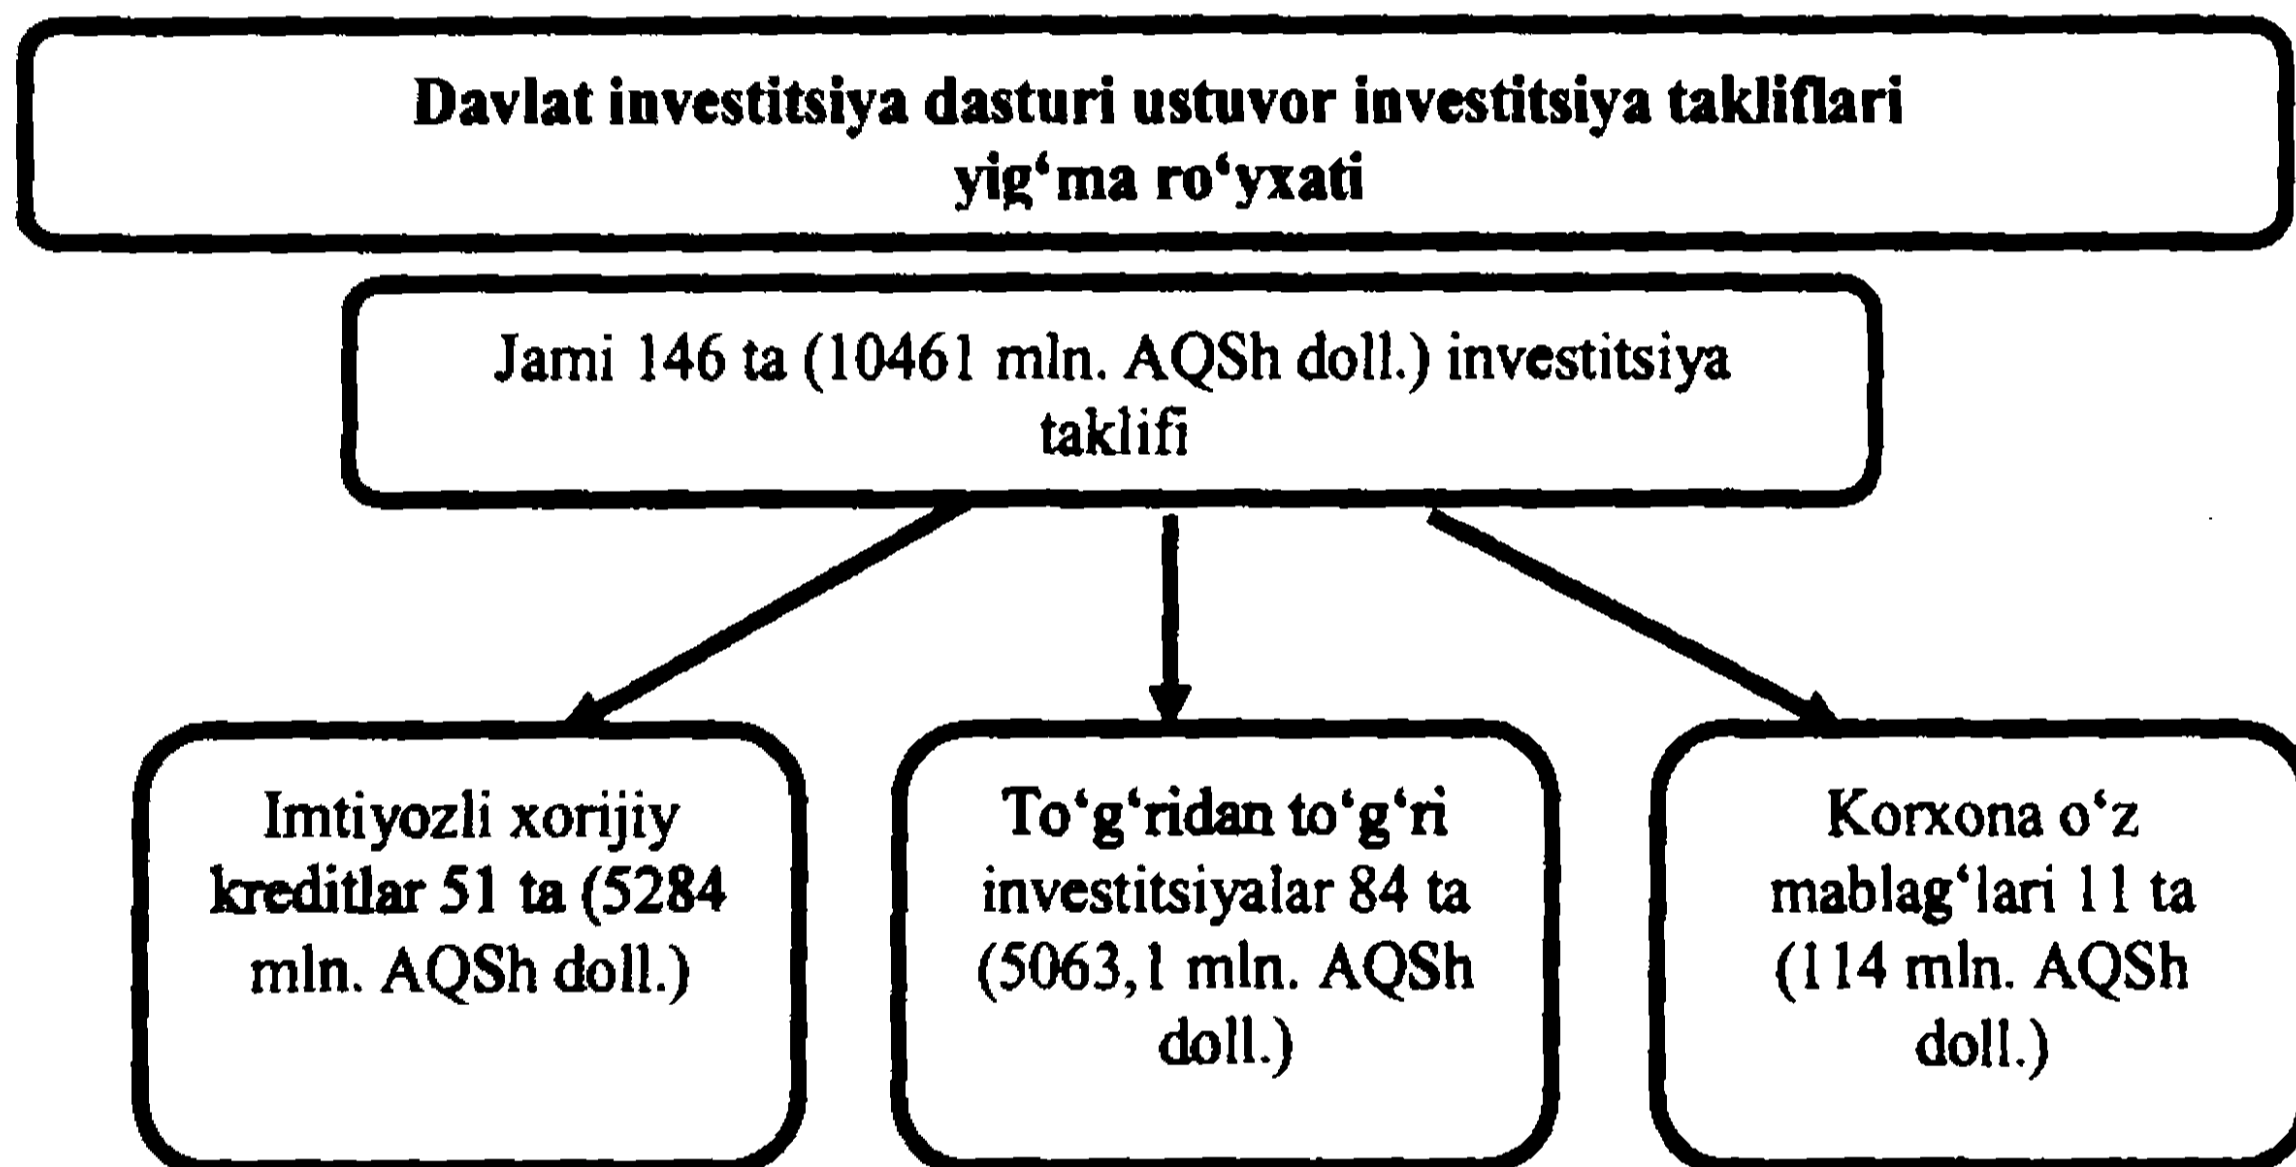 Davlat investitsiya dasturi ustuvor investitsiya takliflari
yig‘ma ro‘yxati
Jami 146 ta (10461 mln. AQSh doll.) investitsiya
taklifi
Imtiyozli xorijiy
kreditlar 51 ta (5284
mln. AQSh doll.)
To‘g‘ridan to‘g‘ri
investitsiyalar 84 ta
(5063,1 mln. AQSh
doll.)
Korxona o‘z
mablag‘lari 11 ta
(114 mln. AQSh
doll.)